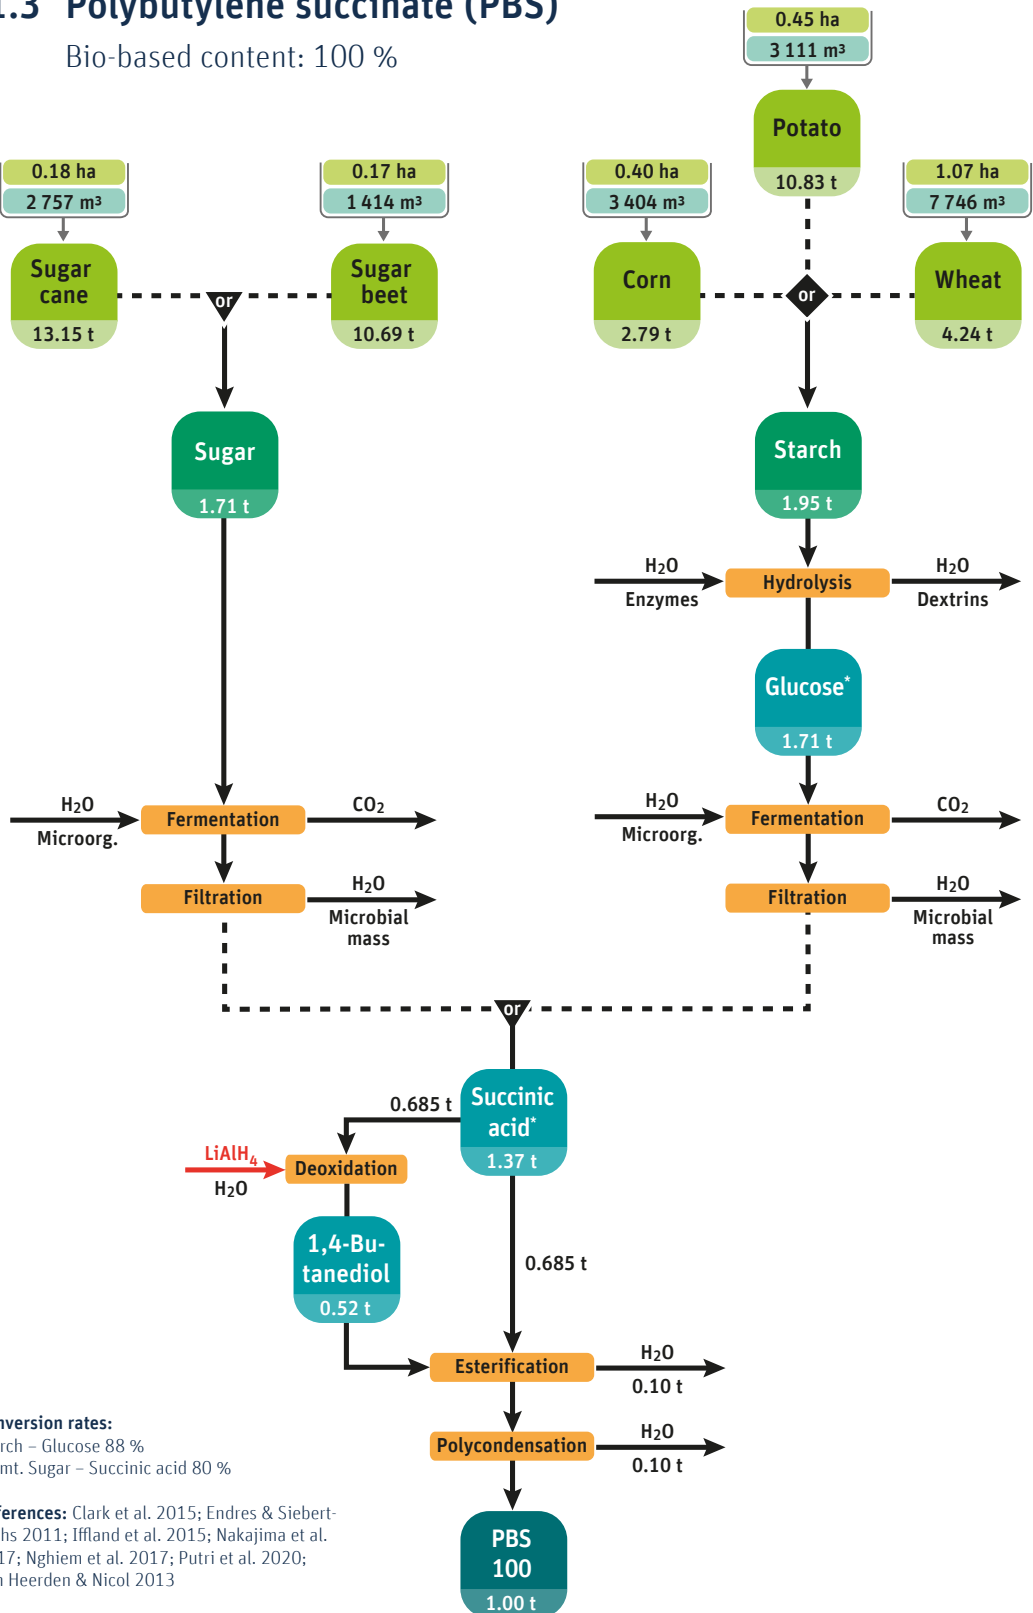 1.3 Polybutylene succinate (PBS)
Bio-based content: 100 %
0.45 ha
3 111 m³
Potato
10.83 t
0.18 ha
2 757 m³
Sugar
cane
13.15 t
or
0.17 ha
1 414 m³
Sugar
beet
10.69 t
0.40 ha
3 404 m³
Corn
2.79 t
or
1.07 ha
7 746 m³
Wheat
4.24 t
Sugar
1.71 t
Starch
1.95 t
H₂O
Enzymes
Hydrolysis
H₂O
Dextrins
Glucose*
1.71 t
H₂O
Microorg.
Fermentation
CO₂
Filtration
H₂O
Microbial
mass
H₂O
Microorg.
Fermentation
CO₂
Filtration
H₂O
Microbial
mass
or
Succinic
acid*
1.37 t
0.685 t
LiAlH₄
H₂O
Deoxidation
1,4-Bu-
tanediol
0.52 t
0.685 t
Esterification
H₂O
0.10 t
Polycondensation
H₂O
0.10 t
PBS
100
1.00 t
nversion rates:
rch – Glucose 88 %
mt. Sugar – Succinic acid 80 %
ferences: Clark et al. 2015; Endres & Siebert-
hs 2011; Iffland et al. 2015; Nakajima et al.
17; Nghiem et al. 2017; Putri et al. 2020;
n Heerden & Nicol 2013